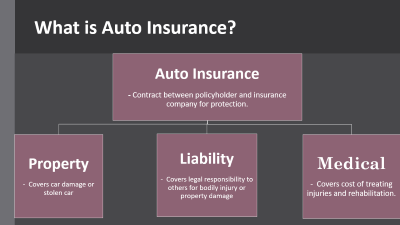 What is Auto Insurance?
Auto Insurance
- Contract between policyholder and insurance
company for protection.
Property
- Covers car damage or
stolen car
Liability
- Covers legal responsibility to
others for bodily injury or
property damage
Medical
- Covers cost of treating
injuries and rehabilitation.